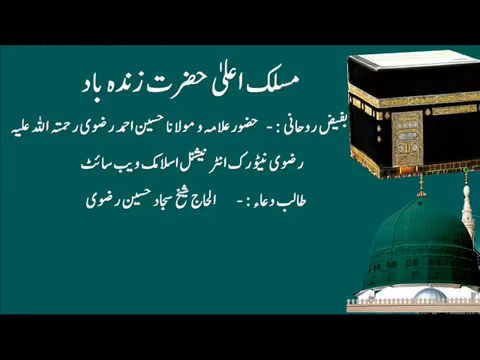 مسلک اعلیٰ حضرت زندہ باد
بفیض روحانی :- حضور علامہ و مولانا حسین احمد رضوی رحمتہ اللہ علیہ
رضوی نیٹورک انٹرنیشنل اسلامک ویب سائٹ
طالب دعاء :- الحاج شیخ سجاد حسین رضوی